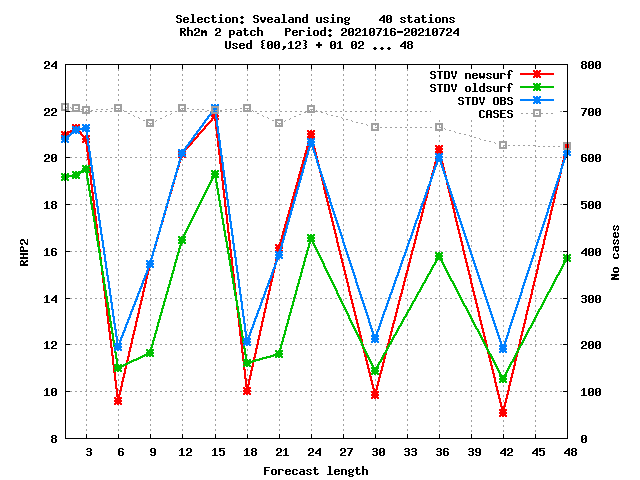 Selection: Svealand using    40 stations
Rh2m 2 patch   Period: 20210716-20210724
Used {00,12} + 01 02 ... 48
24
22
20
18
16
14
12
10
8
800
700
600
500
400
300
200
100
0
STDV newsurf
STDV oldsurf
STDV OBS
CASES
RHP2
No cases
3 6 9 12 15 18 21 24 27 30 33 36 39 42 45 48
Forecast length